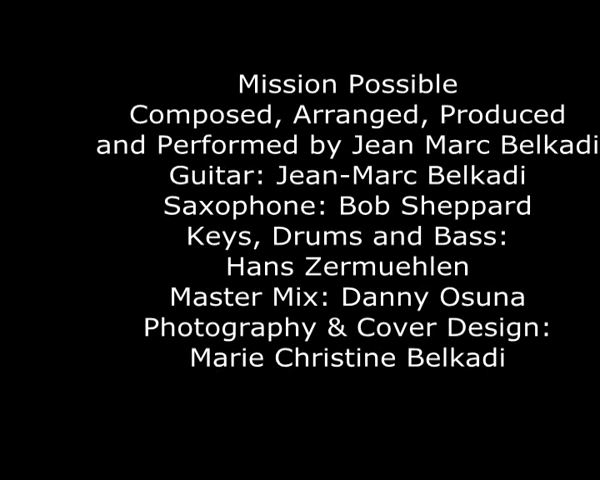 Mission Possible
Composed, Arranged, Produced
and Performed by Jean Marc Belkadi
Guitar: Jean-Marc Belkadi
Saxophone: Bob Sheppard
Keys, Drums and Bass:
Hans Zermuehlen
Master Mix: Danny Osuna
Photography & Cover Design:
Marie Christine Belkadi